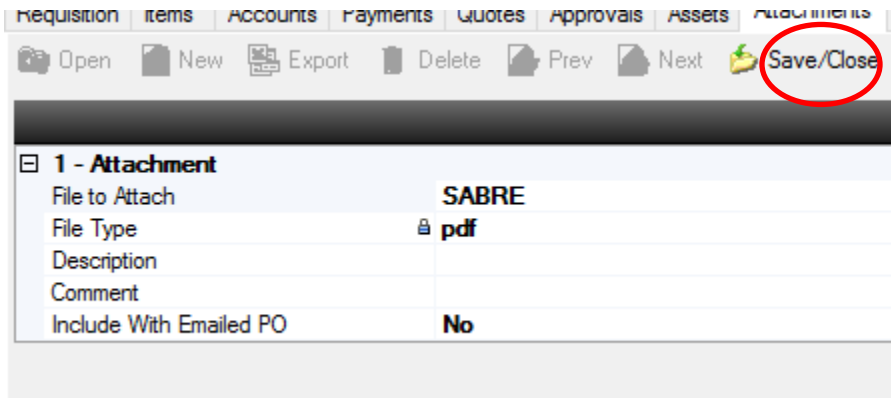 Requisition Items Accounts Payments Quotes Approvals Assets Attachments
Open New Export Delete Prev Next Save/Close
1 - Attachment
File to Attach SABRE
File Type pdf
Description
Comment
Include With Emailed PO No